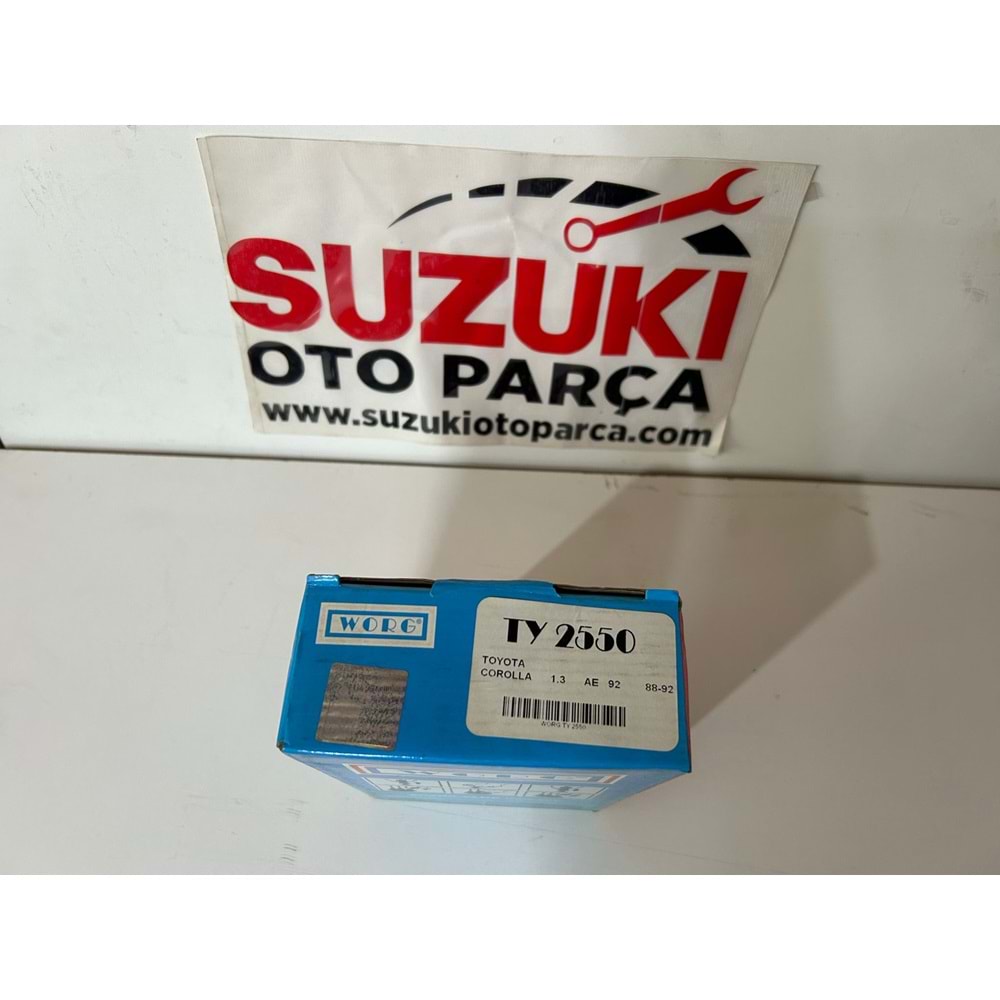 SUZUKI
OTO PARÇA
www.suzukiotoparca.com
WORG®
TY 2550
TOYOTA
COROLLA 1.3 AE 92 88-92
WORG TY 2550